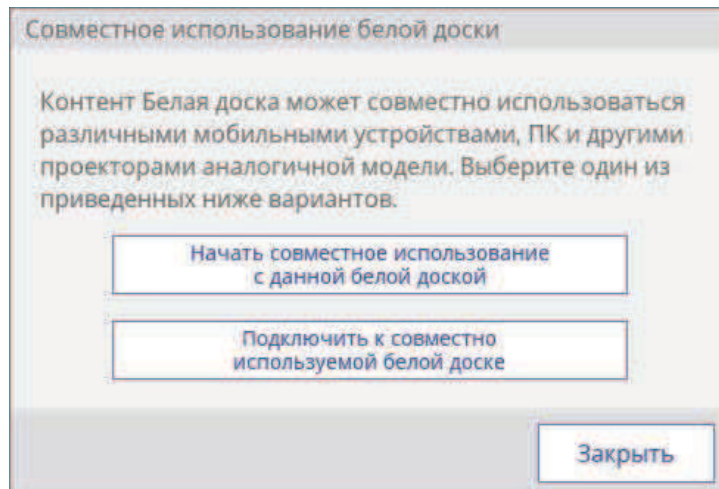 Совместное использование белой доски
Контент Белая доска может совместно использоваться
различными мобильными устройствами, ПК и другими
проекторами аналогичной модели. Выберите один из
приведенных ниже вариантов.
Начать совместное использование
с данной белой доской
Подключить к совместно
используемой белой доске
Закрыть